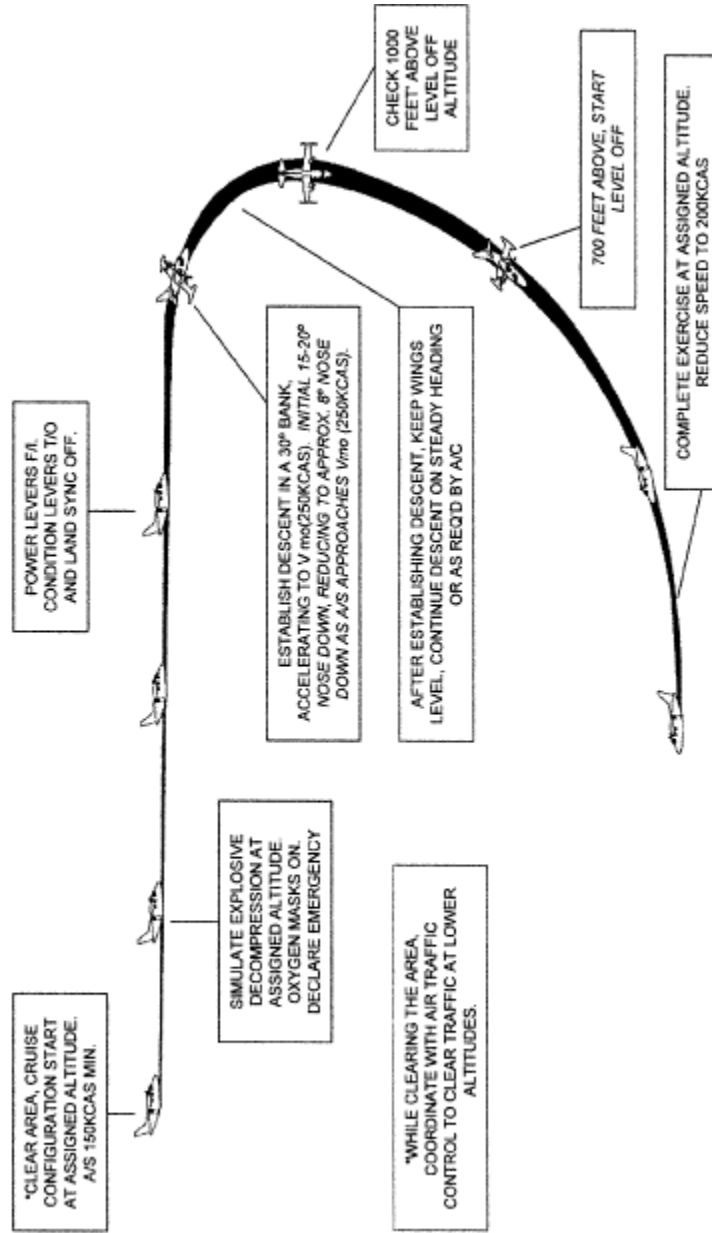 *CLEAR AREA, CRUISE
CONFIGURATION START
AT ASSIGNED ALTITUDE.
A/S 150KCAS MIN.
SIMULATE EXPLOSIVE
DECOMPRESSION AT
ASSIGNED ALTITUDE.
OXYGEN MASKS ON.
DECLARE EMERGENCY
POWER LEVERS F/I.
CONDITION LEVERS T/O
AND LAND SYNC OFF.
ESTABLISH DESCENT IN A 30º BANK,
ACCELERATING TO V mo(250KCAS). INITIAL 15-20º
NOSE DOWN, REDUCING TO APPROX. 8º NOSE
DOWN AS A/S APPROACHES Vmo (250KCAS).
AFTER ESTABLISHING DESCENT, KEEP WINGS
LEVEL, CONTINUE DESCENT ON STEADY HEADING
OR AS REQ'D BY A/C
CHECK 1000
FEET' ABOVE
LEVEL OFF
ALTITUDE
700 FEET ABOVE, START
LEVEL OFF
COMPLETE EXERCISE AT ASSIGNED ALTITUDE.
REDUCE SPEED TO 200KCAS
*WHILE CLEARING THE AREA,
COORDINATE WITH AIR TRAFFIC
CONTROL TO CLEAR TRAFFIC AT LOWER
ALTITUDES.